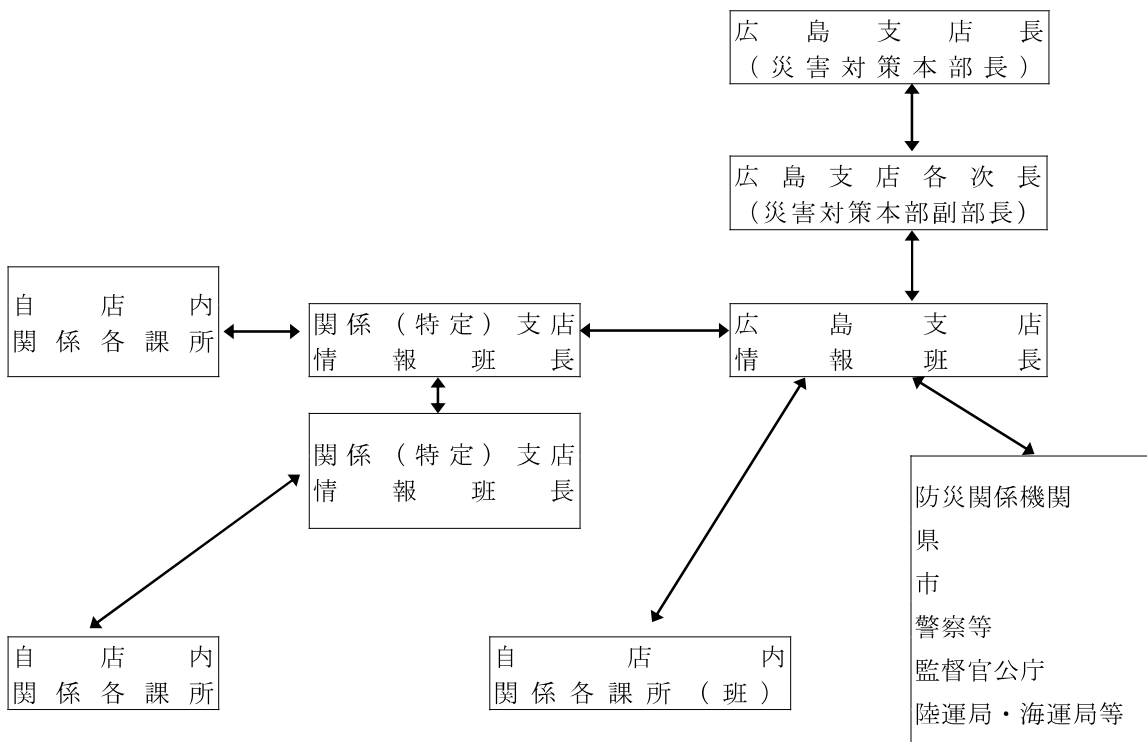 広島支店長
（災害対策本部長）
広島支店各次長
（災害対策本部副部長）
自店内
関係各課所
関係（特定）支店
情報班長
広島支店
情報班長
関係（特定）支店
情報班長
防災関係機関
県
市
警察等
監督官公庁
陸運局・海運局等
自店内
関係各課所
自店内
関係各課所（班）